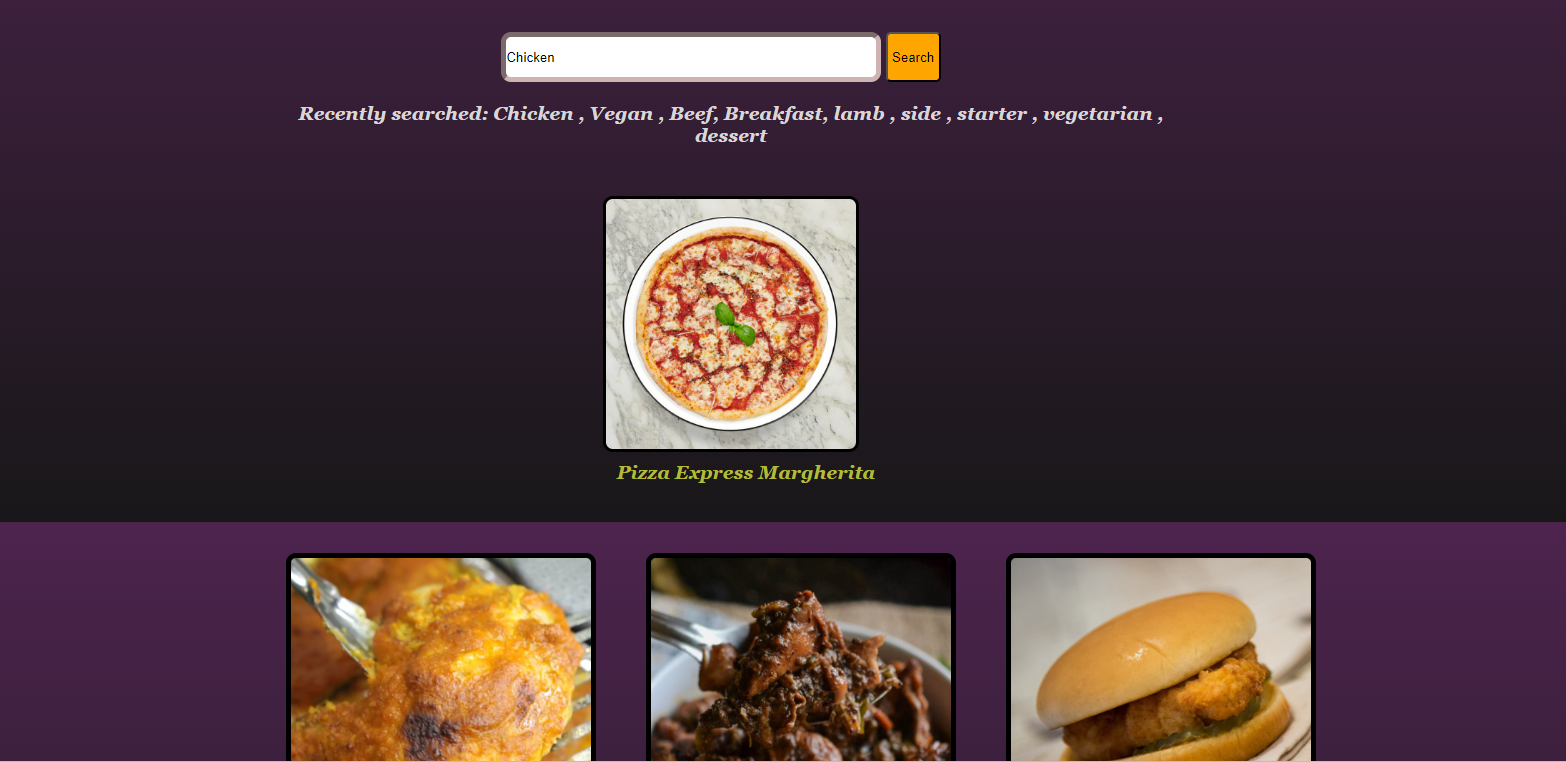 Chicken
Search
Recently searched: Chicken , Vegan , Beef, Breakfast, lamb , side , starter , vegetarian ,
dessert
Pizza Express Margherita